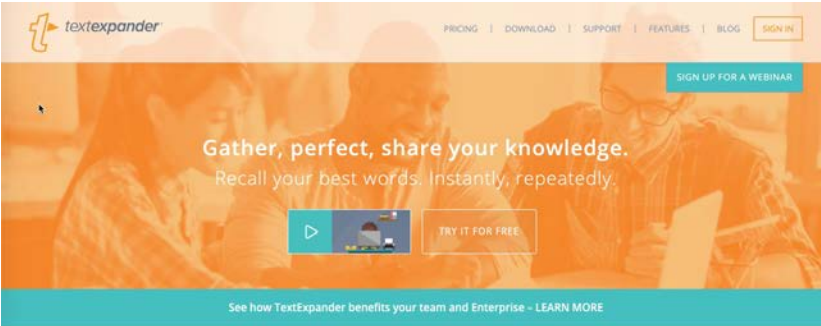 textexpander
PRICING | DOWNLOAD | SUPPORT | FEATURES | BLOG SIGN IN
SIGN UP FOR A WEBINAR
Gather, perfect, share your knowledge.
Recall your best words. Instantly, repeatedly.
TRY IT FOR FREE
See how TextExpander benefits your team and Enterprise – LEARN MORE